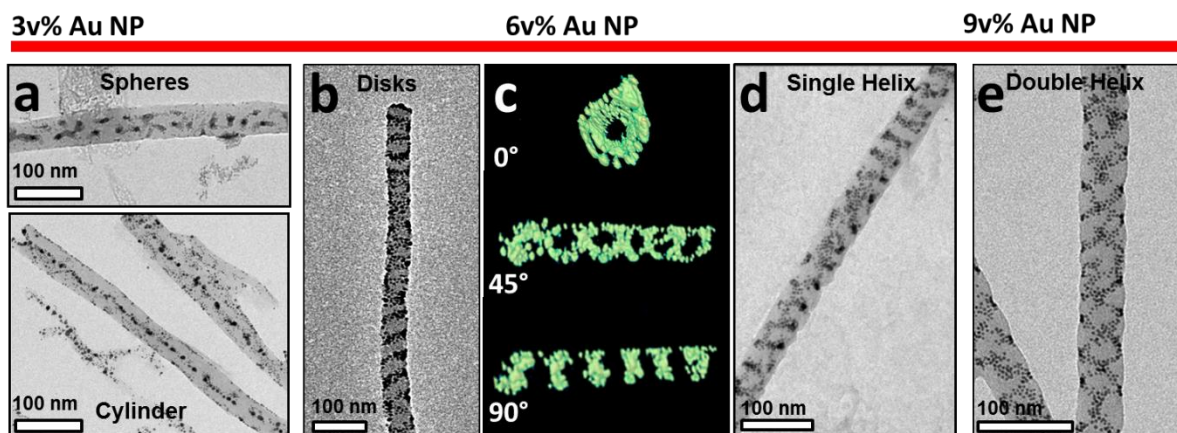 3v% Au NP
6v% Au NP
9v% Au NP
a
Spheres
100 nm
100 nm
Cylinder
b
Disks
100 nm
c
0°
45°
90°
d
Single Helix
100 nm
e
Double Helix
100 nm